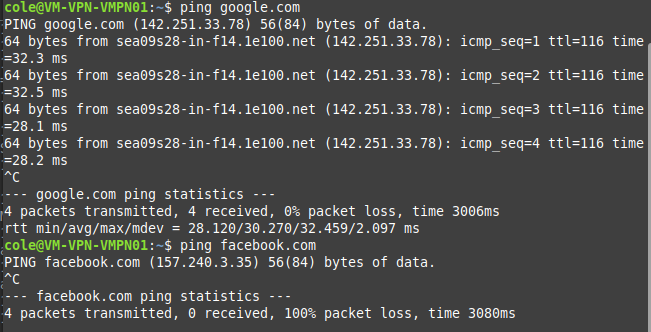 cole@VM-VPN-VMPN01:~$ ping google.com
PING google.com (142.251.33.78) 56(84) bytes of data.
64 bytes from sea09s28-in-f14.1e100.net (142.251.33.78): icmp_seq=1 ttl=116 time
=32.3 ms
64 bytes from sea09s28-in-f14.1e100.net (142.251.33.78): icmp_seq=2 ttl=116 time
=32.5 ms
64 bytes from sea09s28-in-f14.1e100.net (142.251.33.78): icmp_seq=3 ttl=116 time
=28.1 ms
64 bytes from sea09s28-in-f14.1e100.net (142.251.33.78): icmp_seq=4 ttl=116 time
=28.2 ms
^C
--- google.com ping statistics ---
4 packets transmitted, 4 received, 0% packet loss, time 3006ms
rtt min/avg/max/mdev = 28.120/30.270/32.459/2.097 ms
cole@VM-VPN-VMPN01:~$ ping facebook.com
PING facebook.com (157.240.3.35) 56(84) bytes of data.
^C
--- facebook.com ping statistics ---
4 packets transmitted, 0 received, 100% packet loss, time 3080ms